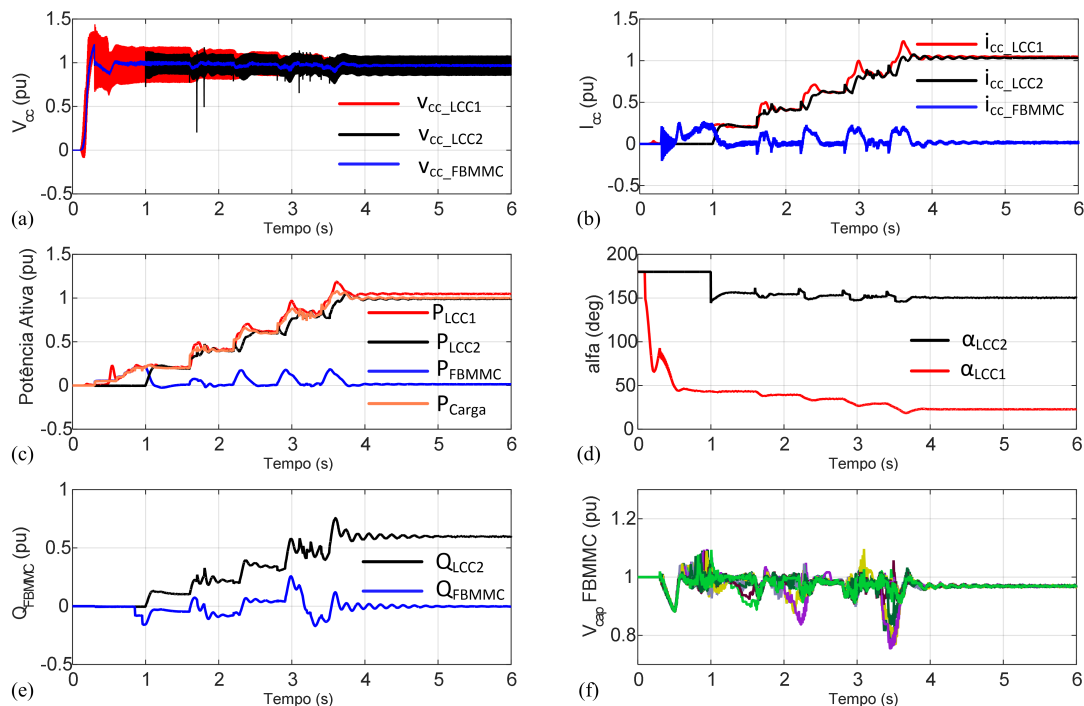 1.5
1
0.5
0
-0.5
V_cc (pu)
v_cc_LCC1
v_cc_LCC2
v_cc_FBMMC
0 1 2 3 4 5 6
Tempo (s)
(a)
1.5
1
0.5
0
-0.5
I_cc (pu)
i_cc_LCC1
i_cc_LCC2
i_cc_FBMMC
0 1 2 3 4 5 6
Tempo (s)
(b)
1.5
1
0.5
0
-0.5
Potência Ativa (pu)
P_LCC1
P_LCC2
P_FBMMC
P_Carga
0 1 2 3 4 5 6
Tempo (s)
(c)
200
150
100
50
0
alfa (deg)
α_LCC2
α_LCC1
0 1 2 3 4 5 6
Tempo (s)
(d)
1
0.5
0
-0.5
Q_FBMMC (pu)
Q_LCC2
Q_FBMMC
0 1 2 3 4 5 6
Tempo (s)
(e)
1.2
1
0.8
V_cap FBMMC (pu)
0 1 2 3 4 5 6
Tempo (s)
(f)